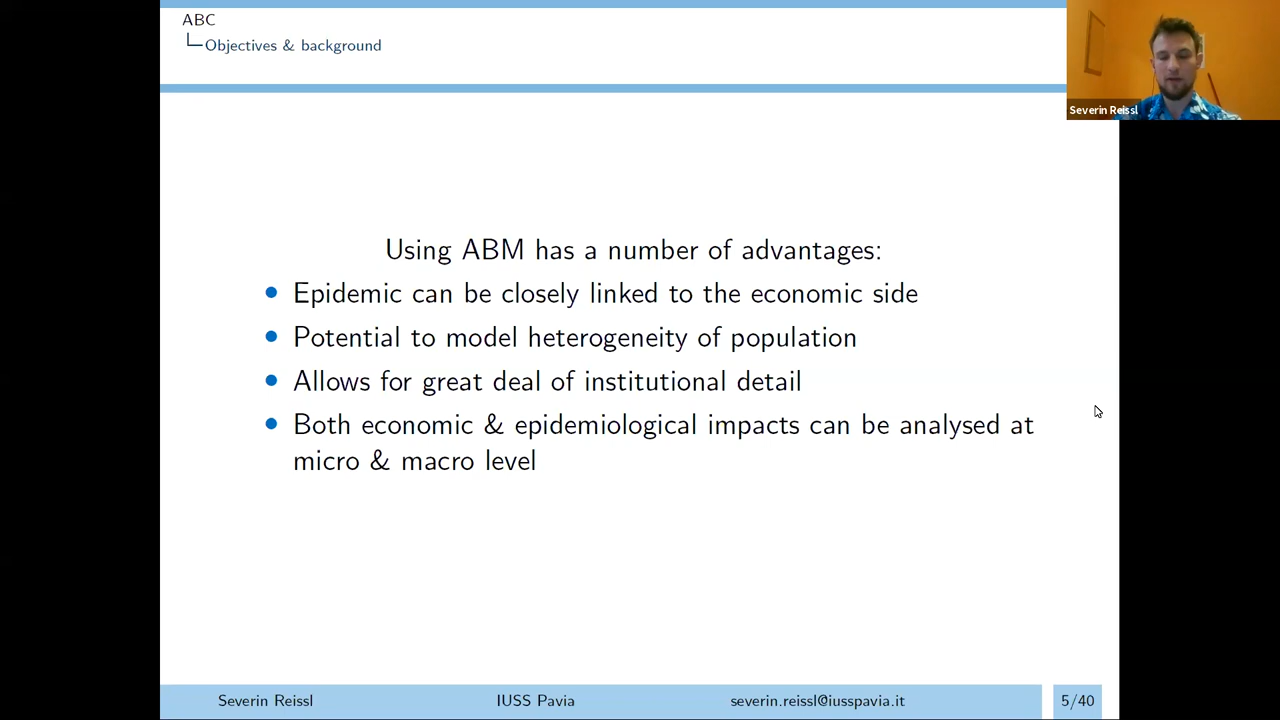 ABC
Objectives & background
Severin Reissl
Using ABM has a number of advantages:
• Epidemic can be closely linked to the economic side
• Potential to model heterogeneity of population
• Allows for great deal of institutional detail
• Both economic & epidemiological impacts can be analysed at
micro & macro level
Severin Reissl IUSS Pavia severin.reissl@iusspavia.it 5/40